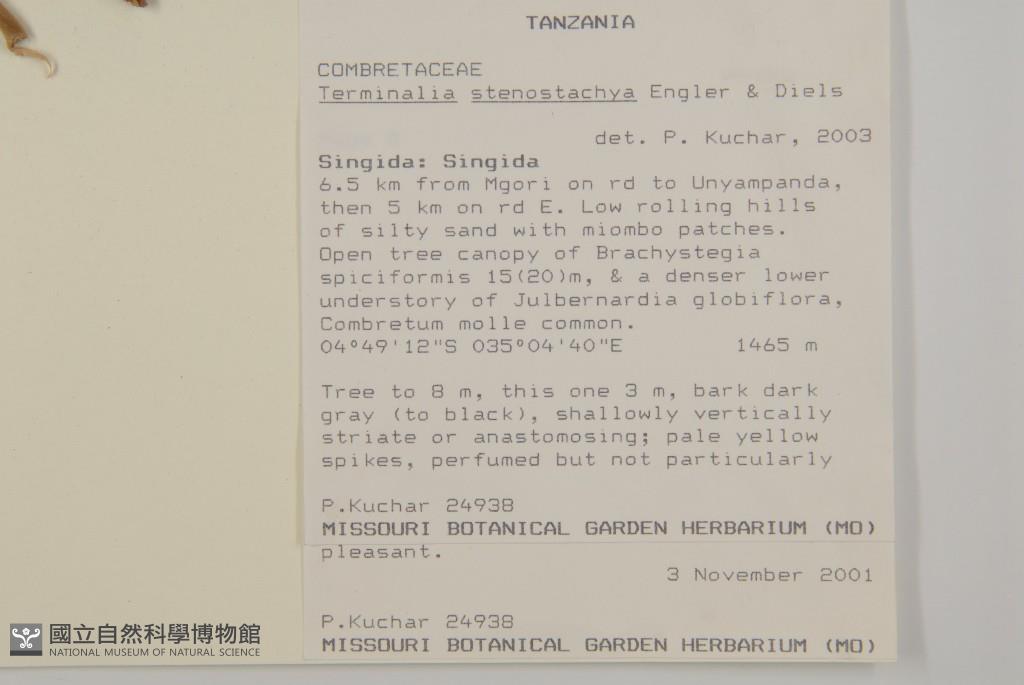 TANZANIA
COMBRETACEAE
Terminalia stenostachya Engler & Diels
det. P. Kuchar, 2003
Singida: Singida
6.5 km from Mgori on rd to Unyampanda,
then 5 km on rd E. Low rolling hills
of silty sand with miombo patches.
Open tree canopy of Brachystegia
spiciformis 15(20)m, & a denser lower
understory of Julbernardia globiflora,
Combretum molle common.
04°49'12"S 035°04'40"E 1465 m
Tree to 8 m, this one 3 m, bark dark
gray (to black), shallowly vertically
striate or anastomosing; pale yellow
spikes, perfumed but not particularly
P.Kuchar 24938
MISSOURI BOTANICAL GARDEN HERBARIUM (MO)
pleasant.
3 November 2001
P.Kuchar 24938
MISSOURI BOTANICAL GARDEN HERBARIUM (MO)
國立自然科學博物館
NATIONAL MUSEUM OF NATURAL SCIENCE